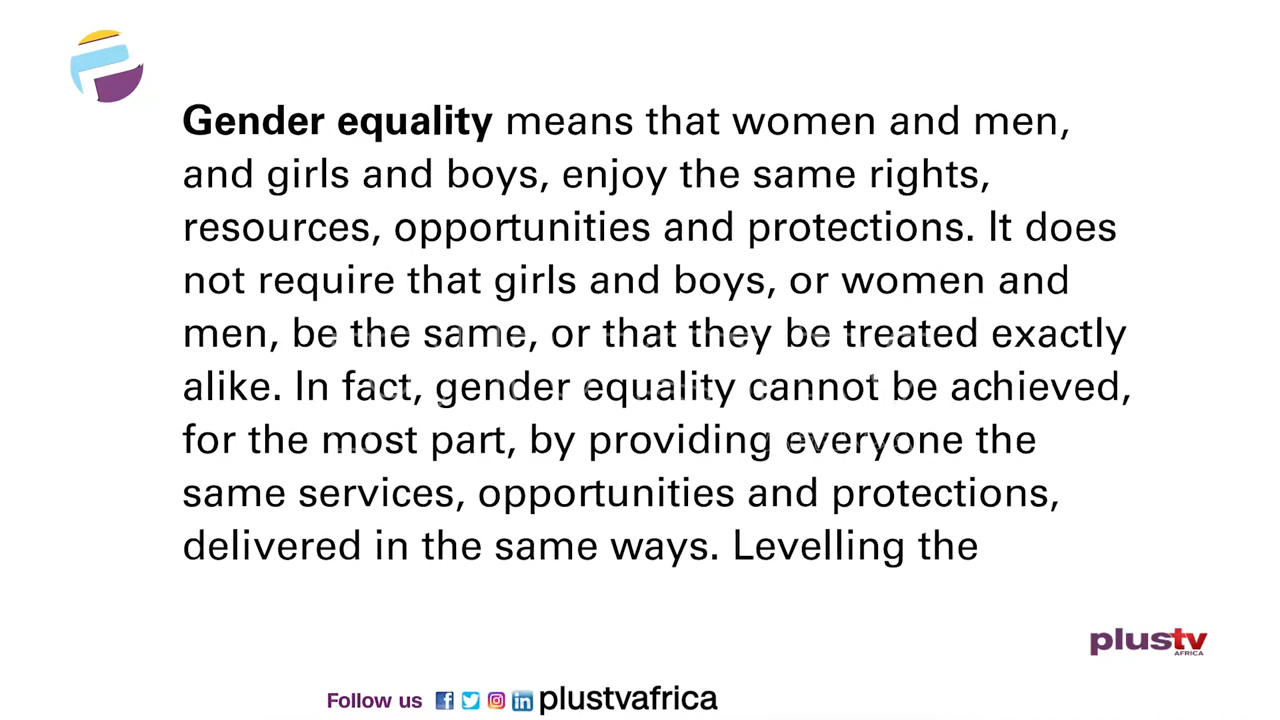 Gender equality means that women and men,
and girls and boys, enjoy the same rights,
resources, opportunities and protections. It does
not require that girls and boys, or women and
men, be the same, or that they be treated exactly
alike. In fact, gender equality cannot be achieved,
for the most part, by providing everyone the
same services, opportunities and protections,
delivered in the same ways. Levelling the
plustv
AFRICA
Follow us plustvafrica